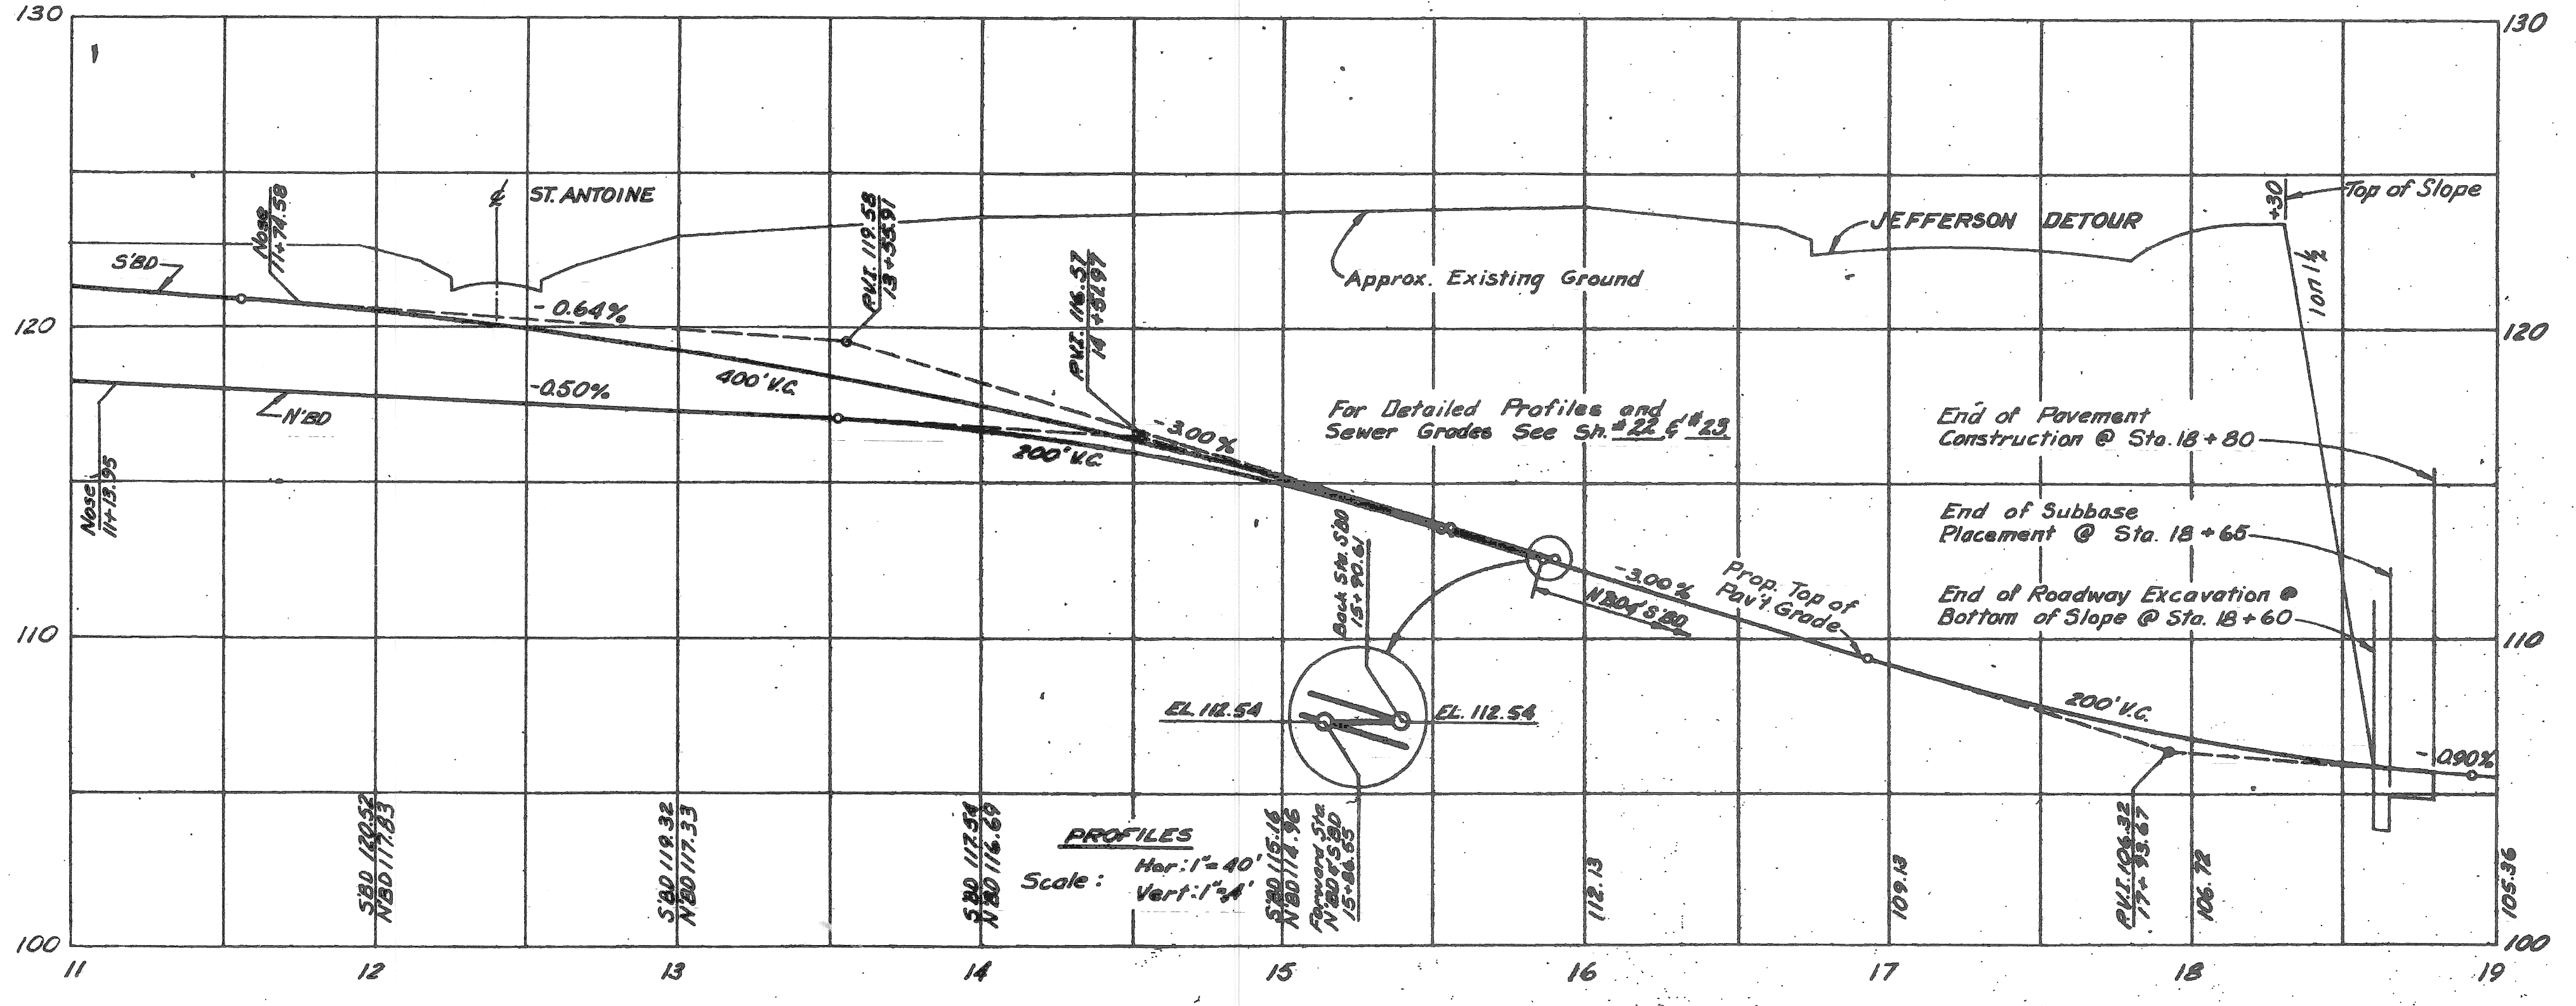 130
130
Nose
11+74.58
℄ ST. ANTOINE
P.V.I. 119.58
13+55.91
+30
Top of Slope
JEFFERSON DETOUR
S'BD
Approx. Existing Ground
1 on 1½
P.V.I. 116.57
14+52.97
120
120
-0.64%
400' V.C.
-0.50%
N'BD
-3.00%
200' V.C.
For Detailed Profiles and
Sewer Grades See Sh. #22 & #23
End of Pavement
Construction @ Sta. 18+80
Nose
11+13.95
End of Subbase
Placement @ Sta. 18+65
Back Sta. S'BD
15+90.61
-3.00%
N'BD & S'BD
Prop. Top of
Pav't Grade
End of Roadway Excavation @
Bottom of Slope @ Sta. 18+60
110
110
EL. 112.54
EL. 112.54
200' V.C.
-0.90%
S'BD 120.52
N'BD 117.83
S'BD 119.32
N'BD 117.33
S'BD 117.54
N'BD 116.69
PROFILES
Scale: Hor: 1"=40'
Vert: 1"=4'
S'BD 115.16
N'BD 114.96
Forward Sta.
N'BD & S'BD
15+86.55
112.13
109.13
P.V.I. 106.32
17+93.67
106.72
105.36
100
100
11 12 13 14 15 16 17 18 19